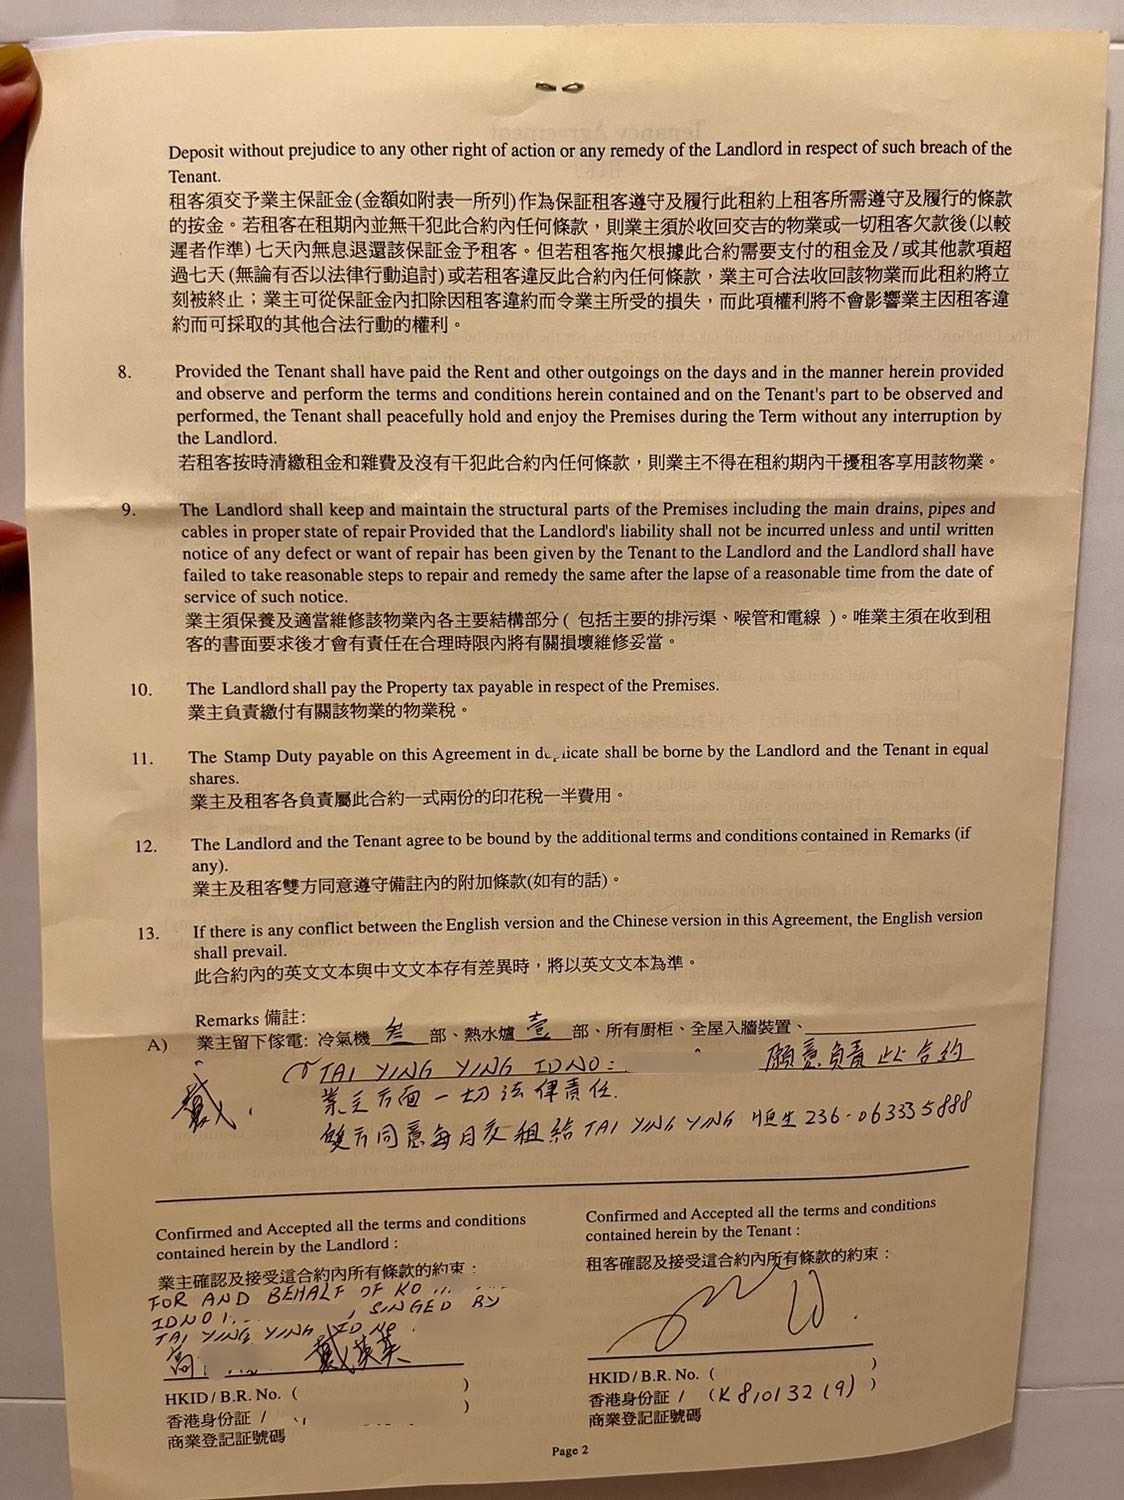 Deposit without prejudice to any other right of action or any remedy of the Landlord in respect of such breach of the
Tenant.
租客須交予業主保証金(金額如附表一所列)作為保証租客遵守及履行此租約上租客所需遵守及履行的條款
的按金。若租客在租期內並無干犯此合約內任何條款，則業主須於收回交吉的物業或一切租客欠款後(以較
遲者作準)七天內無息退還該保証金予租客。但若租客拖欠根據此合約需要支付的租金及/或其他款項超
過七天(無論有否以法律行動追討)或若租客違反此合約內任何條款，業主可合法收回該物業而此租約將立
刻被終止；業主可從保証金內扣除因租客違約而令業主所受的損失，而此項權利將不會影響業主因租客違
約而可採取的其他合法行動的權利。
8. Provided the Tenant shall have paid the Rent and other outgoings on the days and in the manner herein provided
and observe and perform the terms and conditions herein contained and on the Tenant's part to be observed and
performed, the Tenant shall peacefully hold and enjoy the Premises during the Term without any interruption by
the Landlord.
若租客按時清繳租金和雜費及沒有干犯此合約內任何條款，則業主不得在租約期內干擾租客享用該物業。
9. The Landlord shall keep and maintain the structural parts of the Premises including the main drains, pipes and
cables in proper state of repair Provided that the Landlord's liability shall not be incurred unless and until written
notice of any defect or want of repair has been given by the Tenant to the Landlord and the Landlord shall have
failed to take reasonable steps to repair and remedy the same after the lapse of a reasonable time from the date of
service of such notice.
業主須保養及適當維修該物業內各主要結構部分( 包括主要的排污渠、喉管和電線 )。唯業主須在收到租
客的書面要求後才會有責任在合理時限內將有關損壞維修妥當。
10. The Landlord shall pay the Property tax payable in respect of the Premises.
業主負責繳付有關該物業的物業稅。
11. The Stamp Duty payable on this Agreement in duplicate shall be borne by the Landlord and the Tenant in equal
shares.
業主及租客各負責屬此合約一式兩份的印花稅一半費用。
12. The Landlord and the Tenant agree to be bound by the additional terms and conditions contained in Remarks (if
any).
業主及租客雙方同意遵守備註內的附加條款(如有的話)。
13. If there is any conflict between the English version and the Chinese version in this Agreement, the English version
shall prevail.
此合約內的英文文本與中文文本存有差異時，將以英文文本為準。
Remarks 備註:
A) 業主留下傢電: 冷氣機 叁 部、熱水爐 壹 部、所有廚柜、全屋入牆裝置、
TAI YING YING IDNO: 願意負責此合約
戴 業主方面一切法律責任.
雙方同意每月交租給 TAI YING YING 恒生 236-063335888
Confirmed and Accepted all the terms and conditions
contained herein by the Landlord :
業主確認及接受這合約內所有條款的約束：
FOR AND BEHALF OF KO
IDNO , SINGED BY
TAI YING YING ID NO
高 戴英英
HKID / B.R. No. ( )
香港身份証 / ( )
商業登記証號碼
Confirmed and Accepted all the terms and conditions
contained herein by the Tenant :
租客確認及接受這合約內所有條款的約束：
HKID / B.R. No. ( )
香港身份証 / (K810132(9) )
商業登記証號碼
Page 2